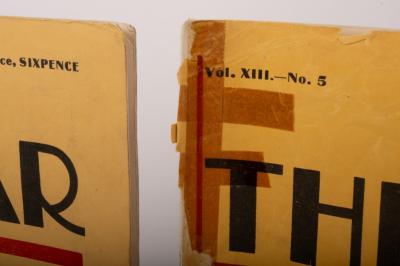 ce, SIXPENCE
AR
Vol. XIII.—No. 5
TH